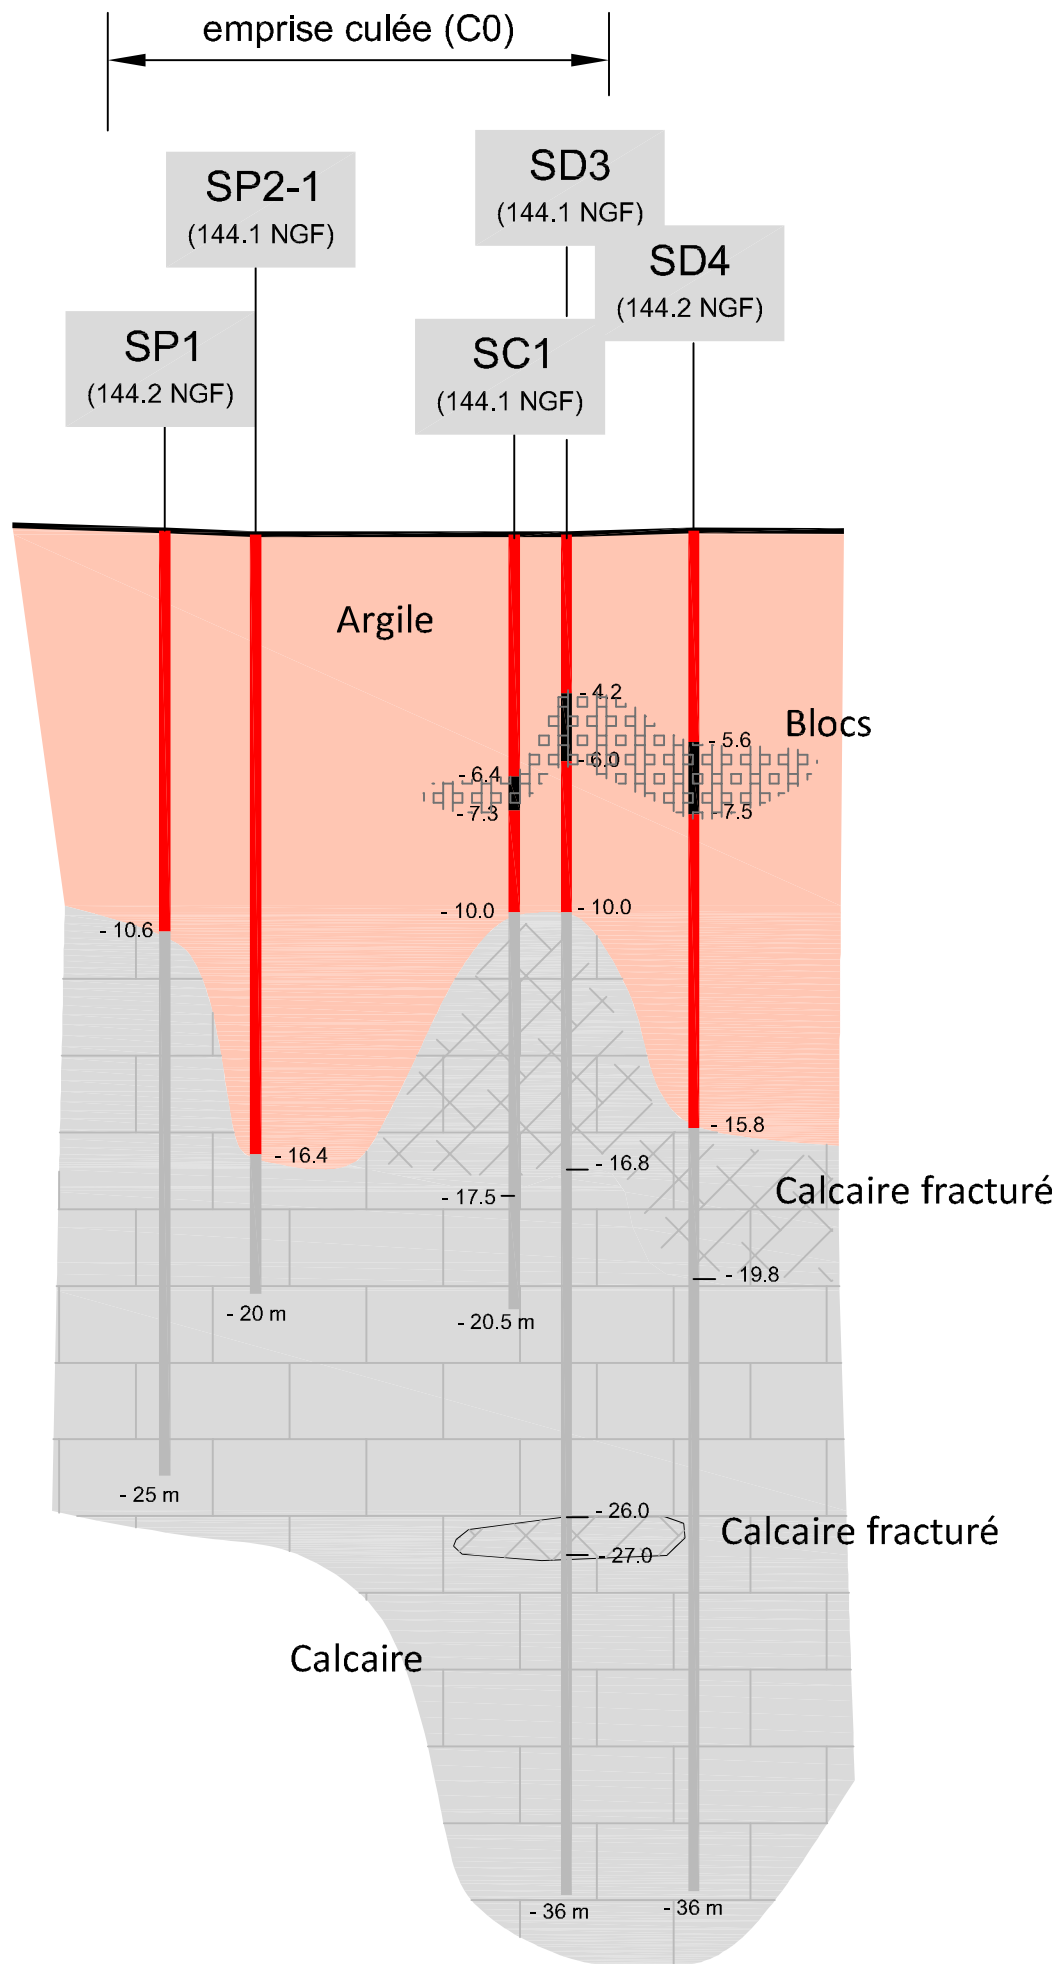 emprise culée (C0)
SP2-1
(144.1 NGF)
SD3
(144.1 NGF)
SD4
(144.2 NGF)
SP1
(144.2 NGF)
SC1
(144.1 NGF)
Argile
- 4.2
Blocs
- 5.6
- 6.0
- 6.4
- 7.3
- 7.5
- 10.0
- 10.0
- 10.6
- 15.8
- 16.4
- 16.8
- 17.5
Calcaire fracturé
- 19.8
- 20 m
- 20.5 m
- 25 m
- 26.0
Calcaire fracturé
- 27.0
Calcaire
- 36 m
- 36 m